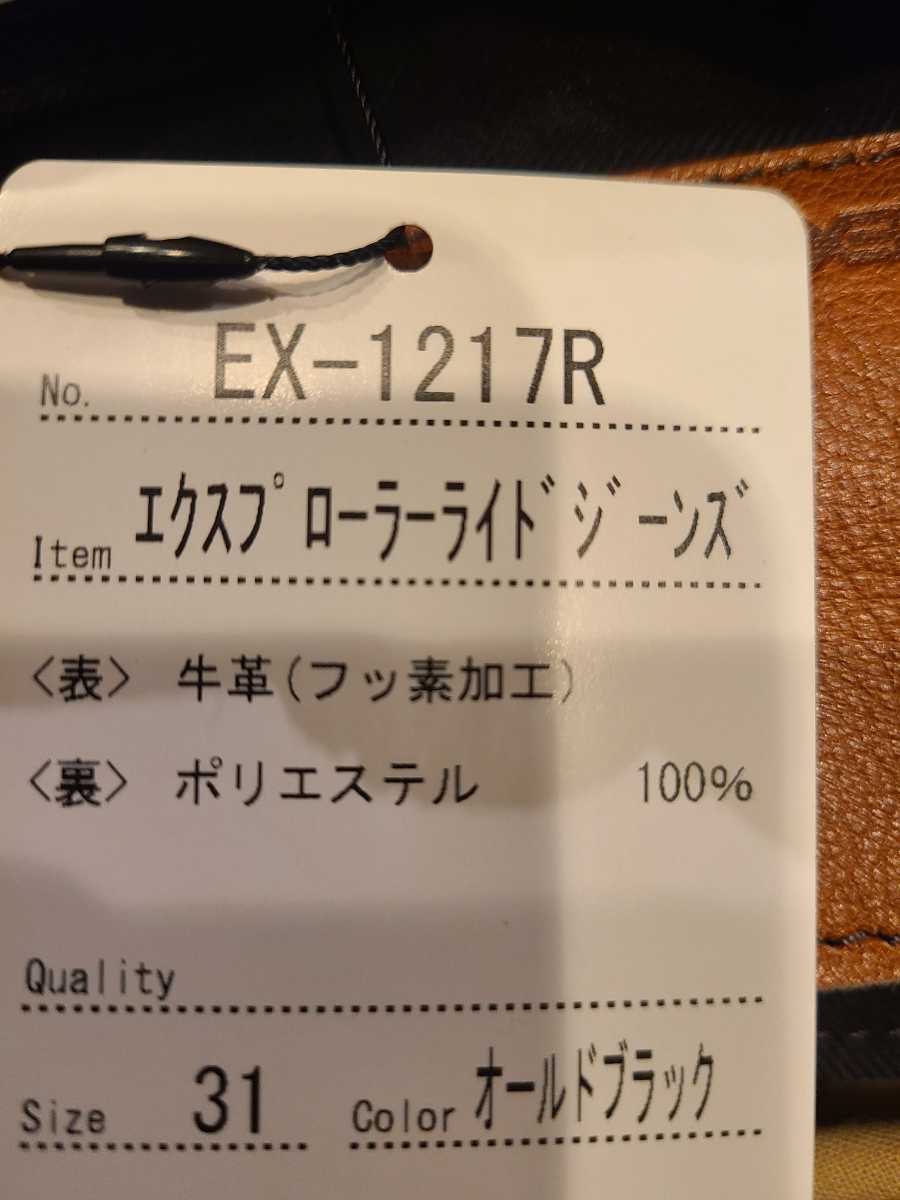 No. EX-1217R
Item エクスプローラーライドジーンズ
<表> 牛革(フッ素加工)
<裏> ポリエステル 100%
Quality
Size 31 Color オールドブラック